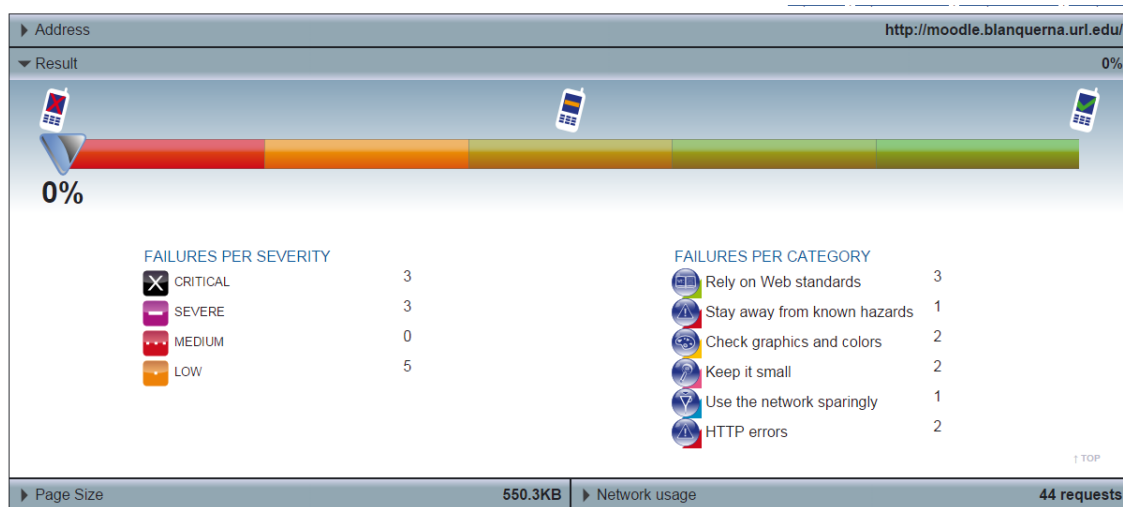 Address http://moodle.blanquerna.url.edu/
Result 0%
0%
FAILURES PER SEVERITY
CRITICAL 3
SEVERE 3
MEDIUM 0
LOW 5
FAILURES PER CATEGORY
Rely on Web standards 3
Stay away from known hazards 1
Check graphics and colors 2
Keep it small 2
Use the network sparingly 1
HTTP errors 2
↑ TOP
Page Size 550.3KB
Network usage 44 requests